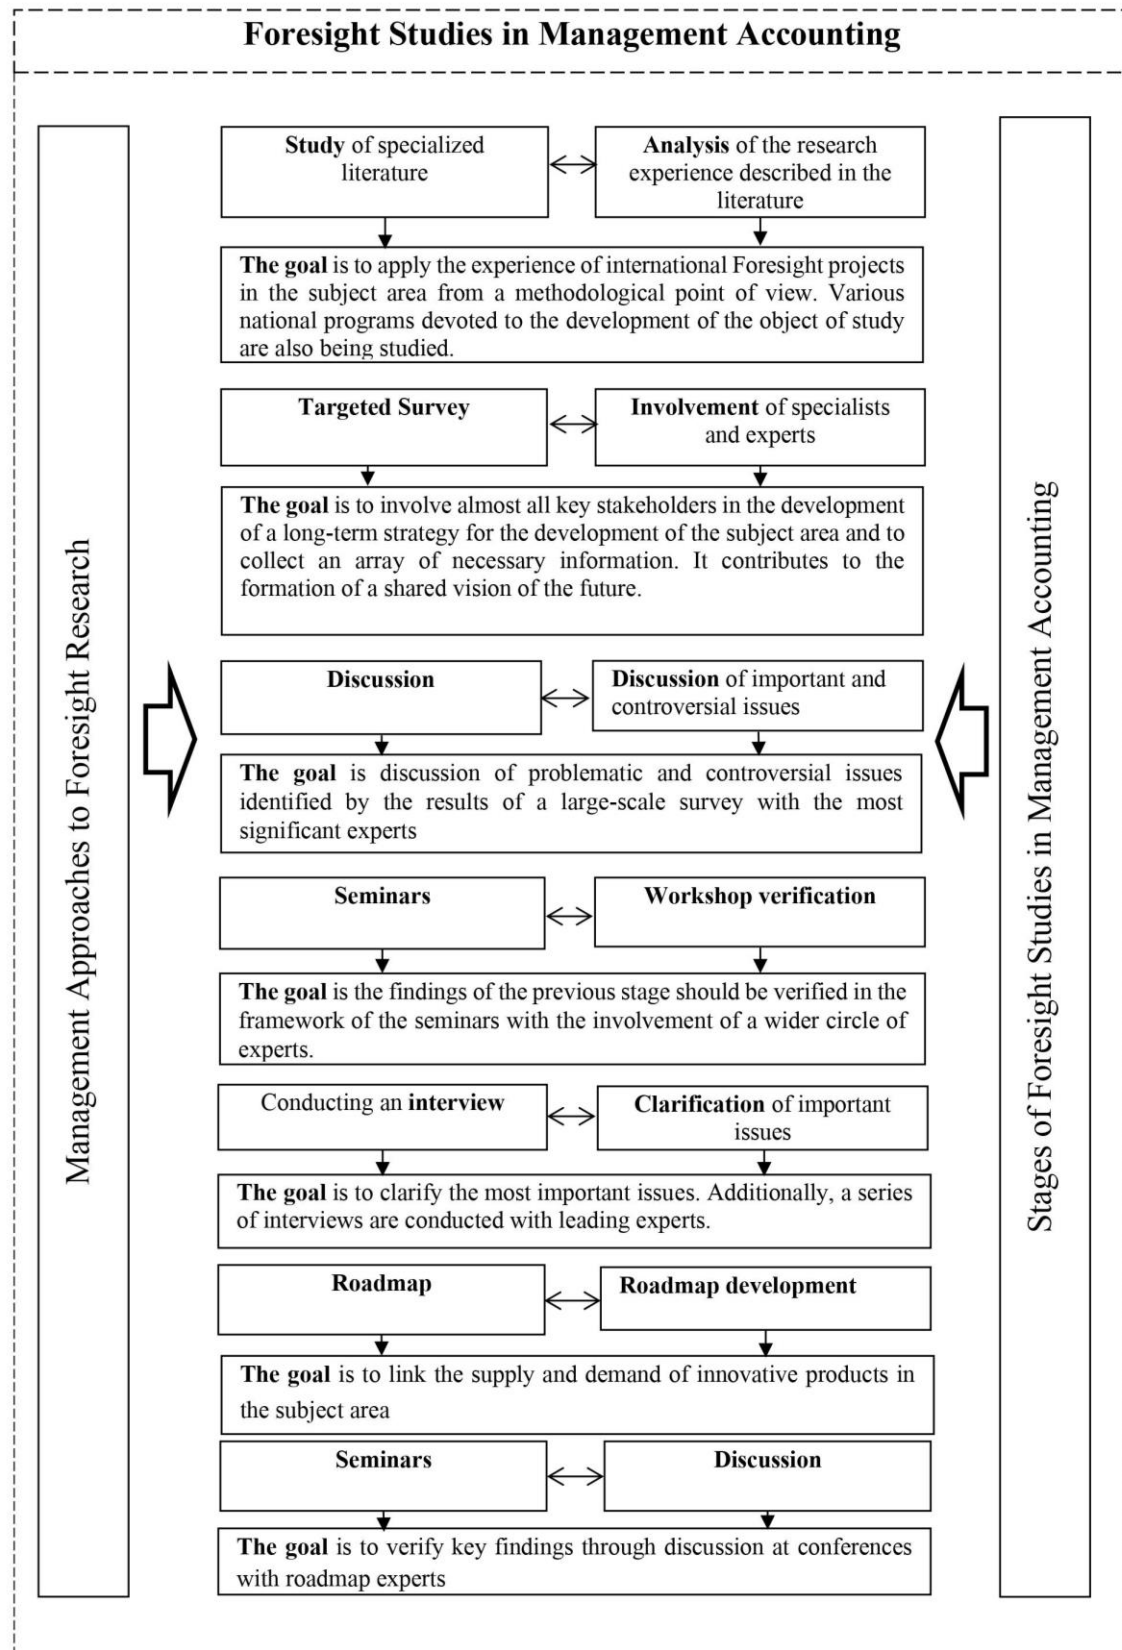 Foresight Studies in Management Accounting
Management Approaches to Foresight Research
Study of specialized
literature
Analysis of the research
experience described in the
literature
The goal is to apply the experience of international Foresight projects
in the subject area from a methodological point of view. Various
national programs devoted to the development of the object of study
are also being studied.
Targeted Survey
Involvement of specialists
and experts
The goal is to involve almost all key stakeholders in the development
of a long-term strategy for the development of the subject area and to
collect an array of necessary information. It contributes to the
formation of a shared vision of the future.
Discussion
Discussion of important and
controversial issues
The goal is discussion of problematic and controversial issues
identified by the results of a large-scale survey with the most
significant experts
Seminars
Workshop verification
The goal is the findings of the previous stage should be verified in the
framework of the seminars with the involvement of a wider circle of
experts.
Conducting an interview
Clarification of important
issues
The goal is to clarify the most important issues. Additionally, a series
of interviews are conducted with leading experts.
Roadmap
Roadmap development
The goal is to link the supply and demand of innovative products in
the subject area
Seminars
Discussion
The goal is to verify key findings through discussion at conferences
with roadmap experts
Stages of Foresight Studies in Management Accounting